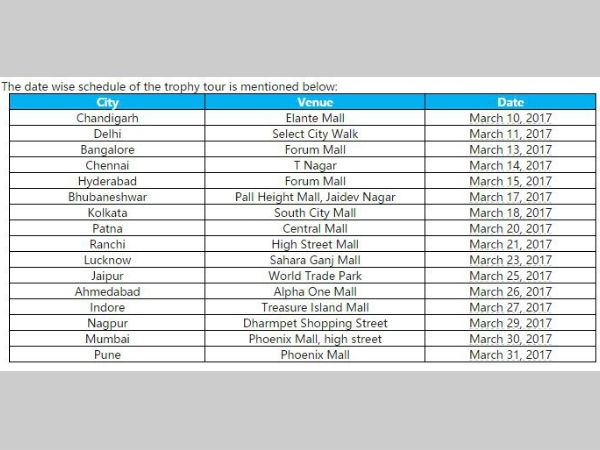 The date wise schedule of the trophy tour is mentioned below:
City Venue Date
Chandigarh Elante Mall March 10, 2017
Delhi Select City Walk March 11, 2017
Bangalore Forum Mall March 13, 2017
Chennai T Nagar March 14, 2017
Hyderabad Forum Mall March 15, 2017
Bhubaneshwar Pall Height Mall, Jaidev Nagar March 17, 2017
Kolkata South City Mall March 18, 2017
Patna Central Mall March 20, 2017
Ranchi High Street Mall March 21, 2017
Lucknow Sahara Ganj Mall March 23, 2017
Jaipur World Trade Park March 25, 2017
Ahmedabad Alpha One Mall March 26, 2017
Indore Treasure Island Mall March 27, 2017
Nagpur Dharmpet Shopping Street March 29, 2017
Mumbai Phoenix Mall, high street March 30, 2017
Pune Phoenix Mall March 31, 2017